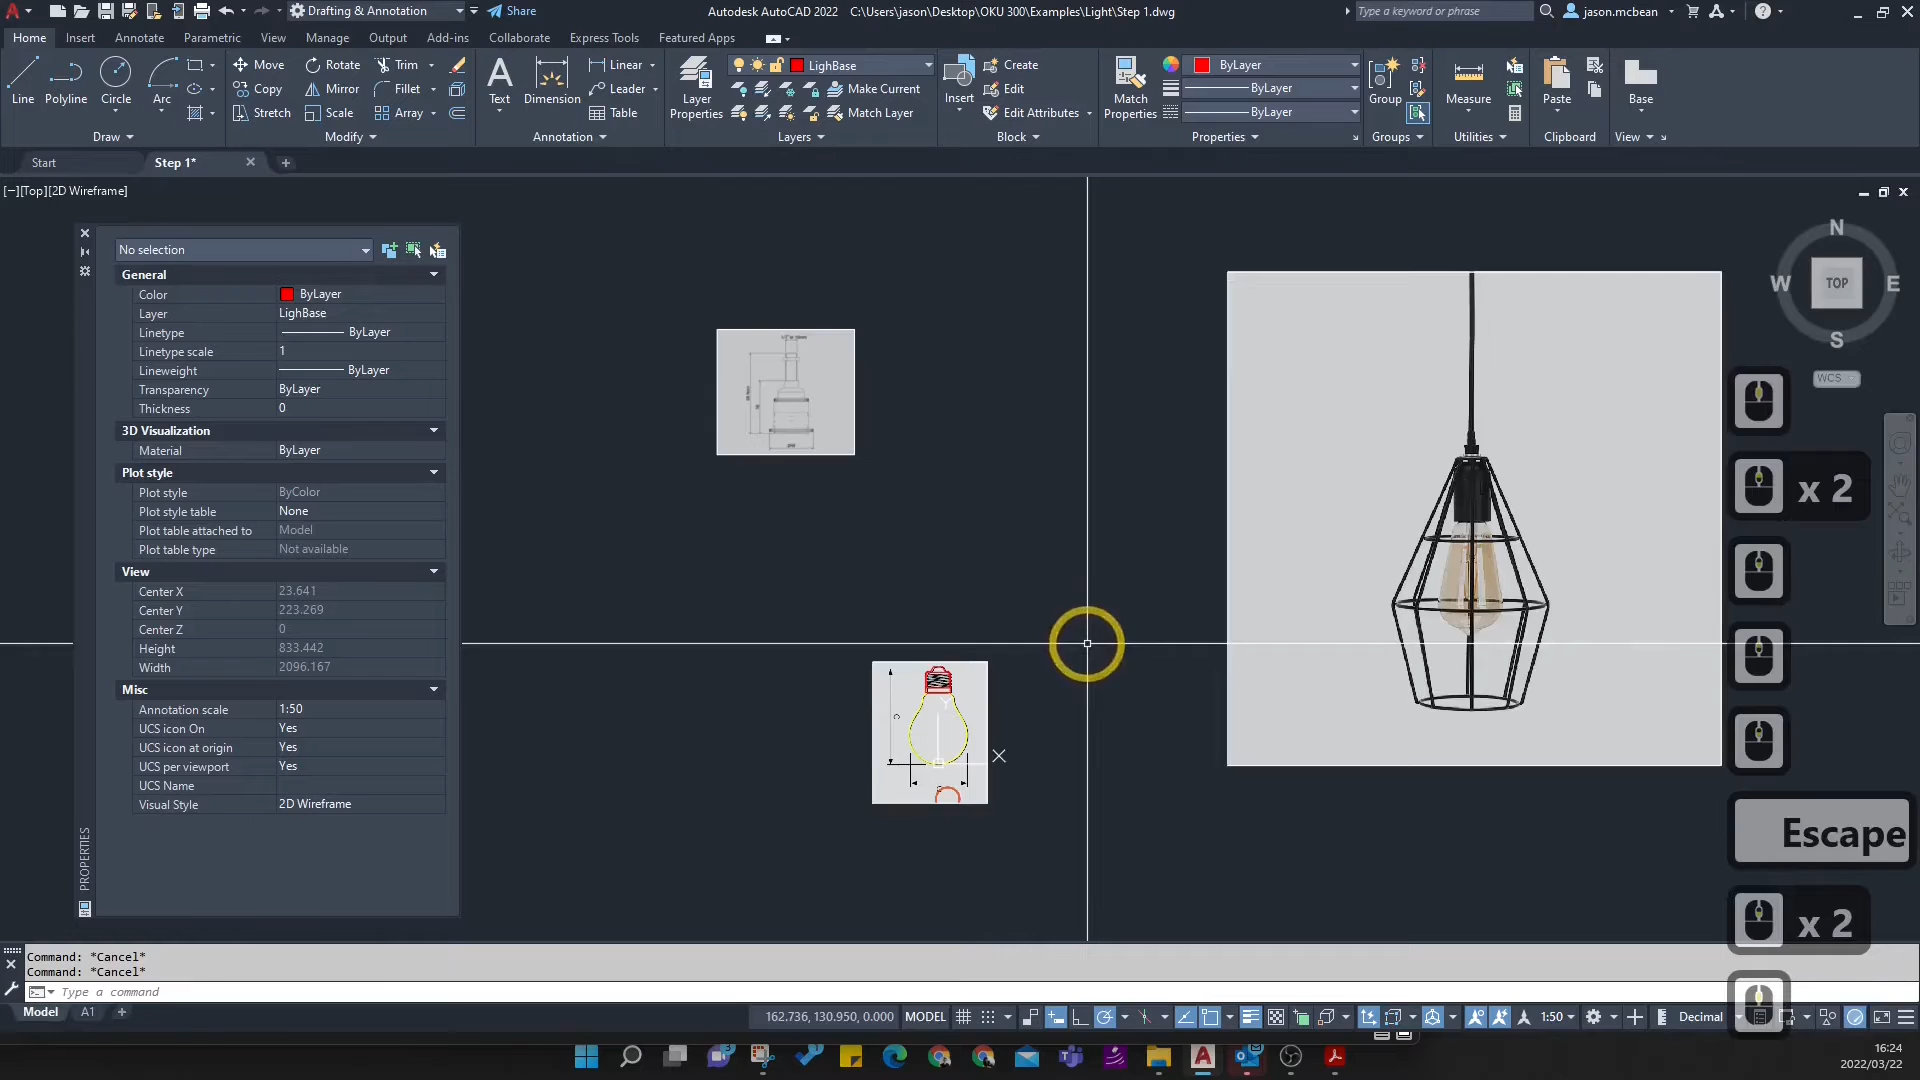 Drafting & Annotation
Share
Autodesk AutoCAD 2022 C:\Users\jason\Desktop\OKU 300\Examples\Light\Step 1.dwg
Type a keyword or phrase
jason.mcbean
Home Insert Annotate Parametric View Manage Output Add-ins Collaborate Express Tools Featured Apps
Line
Polyline
Circle
Arc
Draw
Move
Rotate
Trim
Copy
Mirror
Fillet
Stretch
Scale
Array
Modify
Text
Dimension
Linear
Leader
Table
Annotation
Layer
Properties
LighBase
Make Current
Match Layer
Layers
Insert
Create
Edit
Edit Attributes
Block
Match
Properties
ByLayer
ByLayer
ByLayer
Properties
Group
Groups
Measure
Utilities
Paste
Clipboard
Base
View
Start
Step 1*
[−][Top][2D Wireframe]
No selection
General
Color ByLayer
Layer LighBase
Linetype ByLayer
Linetype scale 1
Lineweight ByLayer
Transparency ByLayer
Thickness 0
3D Visualization
Material ByLayer
Plot style
Plot style ByColor
Plot style table None
Plot table attached to Model
Plot table type Not available
View
Center X 23.641
Center Y 223.269
Center Z 0
Height 833.442
Width 2096.167
Misc
Annotation scale 1:50
UCS icon On Yes
UCS icon at origin Yes
UCS per viewport Yes
UCS Name
Visual Style 2D Wireframe
PROPERTIES
N
W
TOP
E
S
WCS
Y
X
x 2
Escape
x 2
Command: *Cancel*
Command: *Cancel*
Type a command
Model
A1
162.736, 130.950, 0.000
MODEL
1:50
Decimal
16:24
2022/03/22